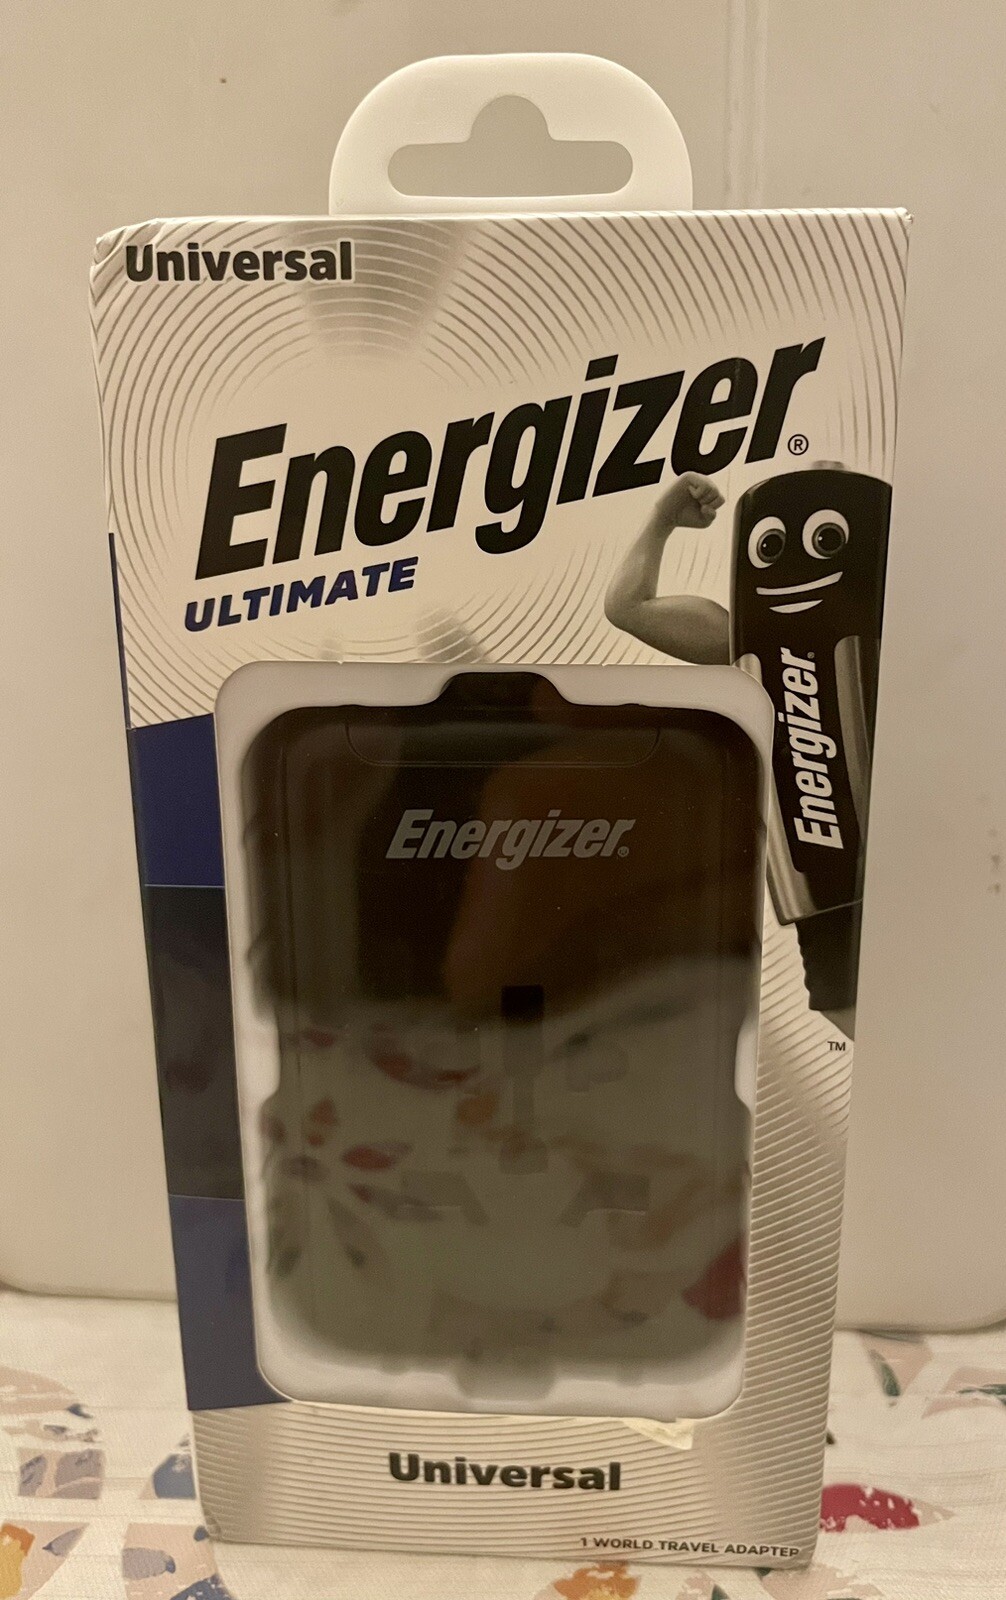 Universal
Energizer®
ULTIMATE
Energizer®
Energizer®
TM
Universal
1 WORLD TRAVEL ADAPTER